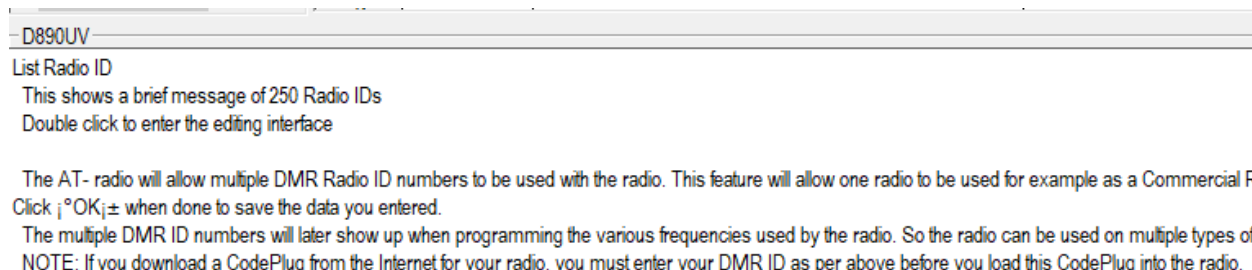 D890UV
List Radio ID
This shows a brief message of 250 Radio IDs
Double click to enter the editing interface
The AT- radio will allow multiple DMR Radio ID numbers to be used with the radio. This feature will allow one radio to be used for example as a Commercial
Click ¡°OK¡± when done to save the data you entered.
The multiple DMR ID numbers will later show up when programming the various frequencies used by the radio. So the radio can be used on multiple types of
NOTE: If you download a CodePlug from the Internet for your radio, you must enter your DMR ID as per above before you load this CodePlug into the radio.